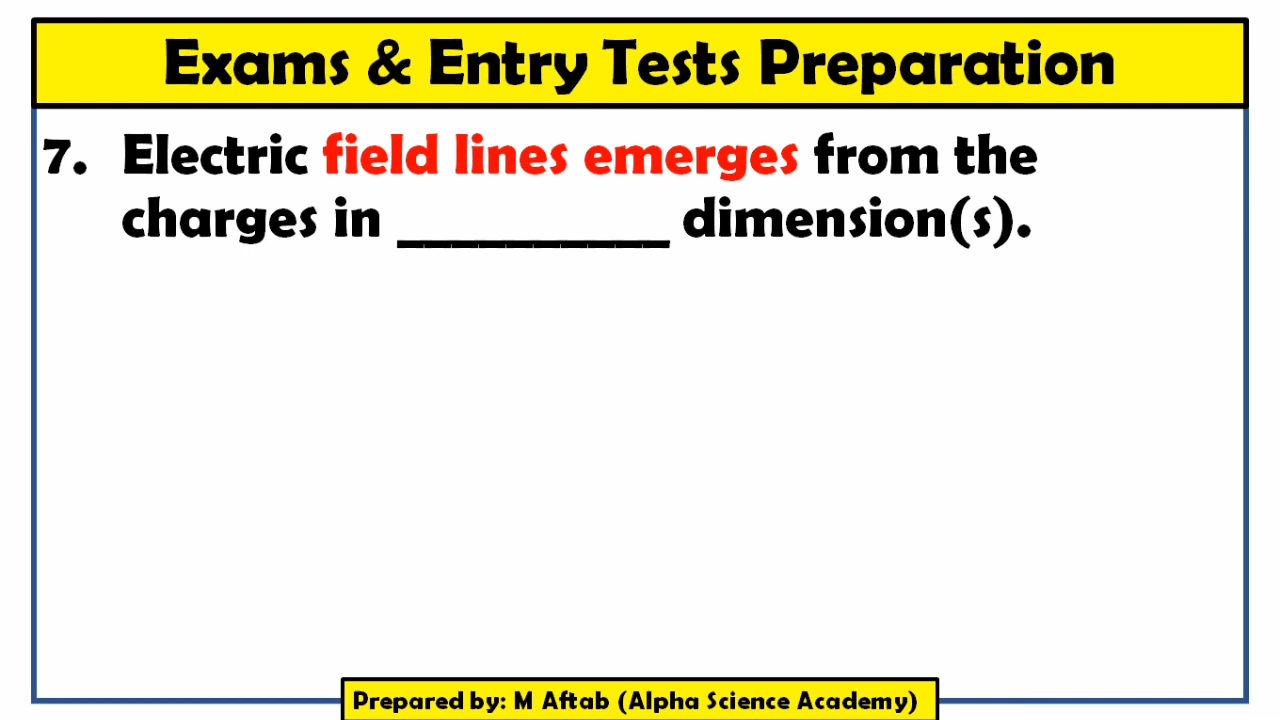 Exams & Entry Tests Preparation
7. Electric field lines emerges from the
charges in __________ dimension(s).
Prepared by: M Aftab (Alpha Science Academy)